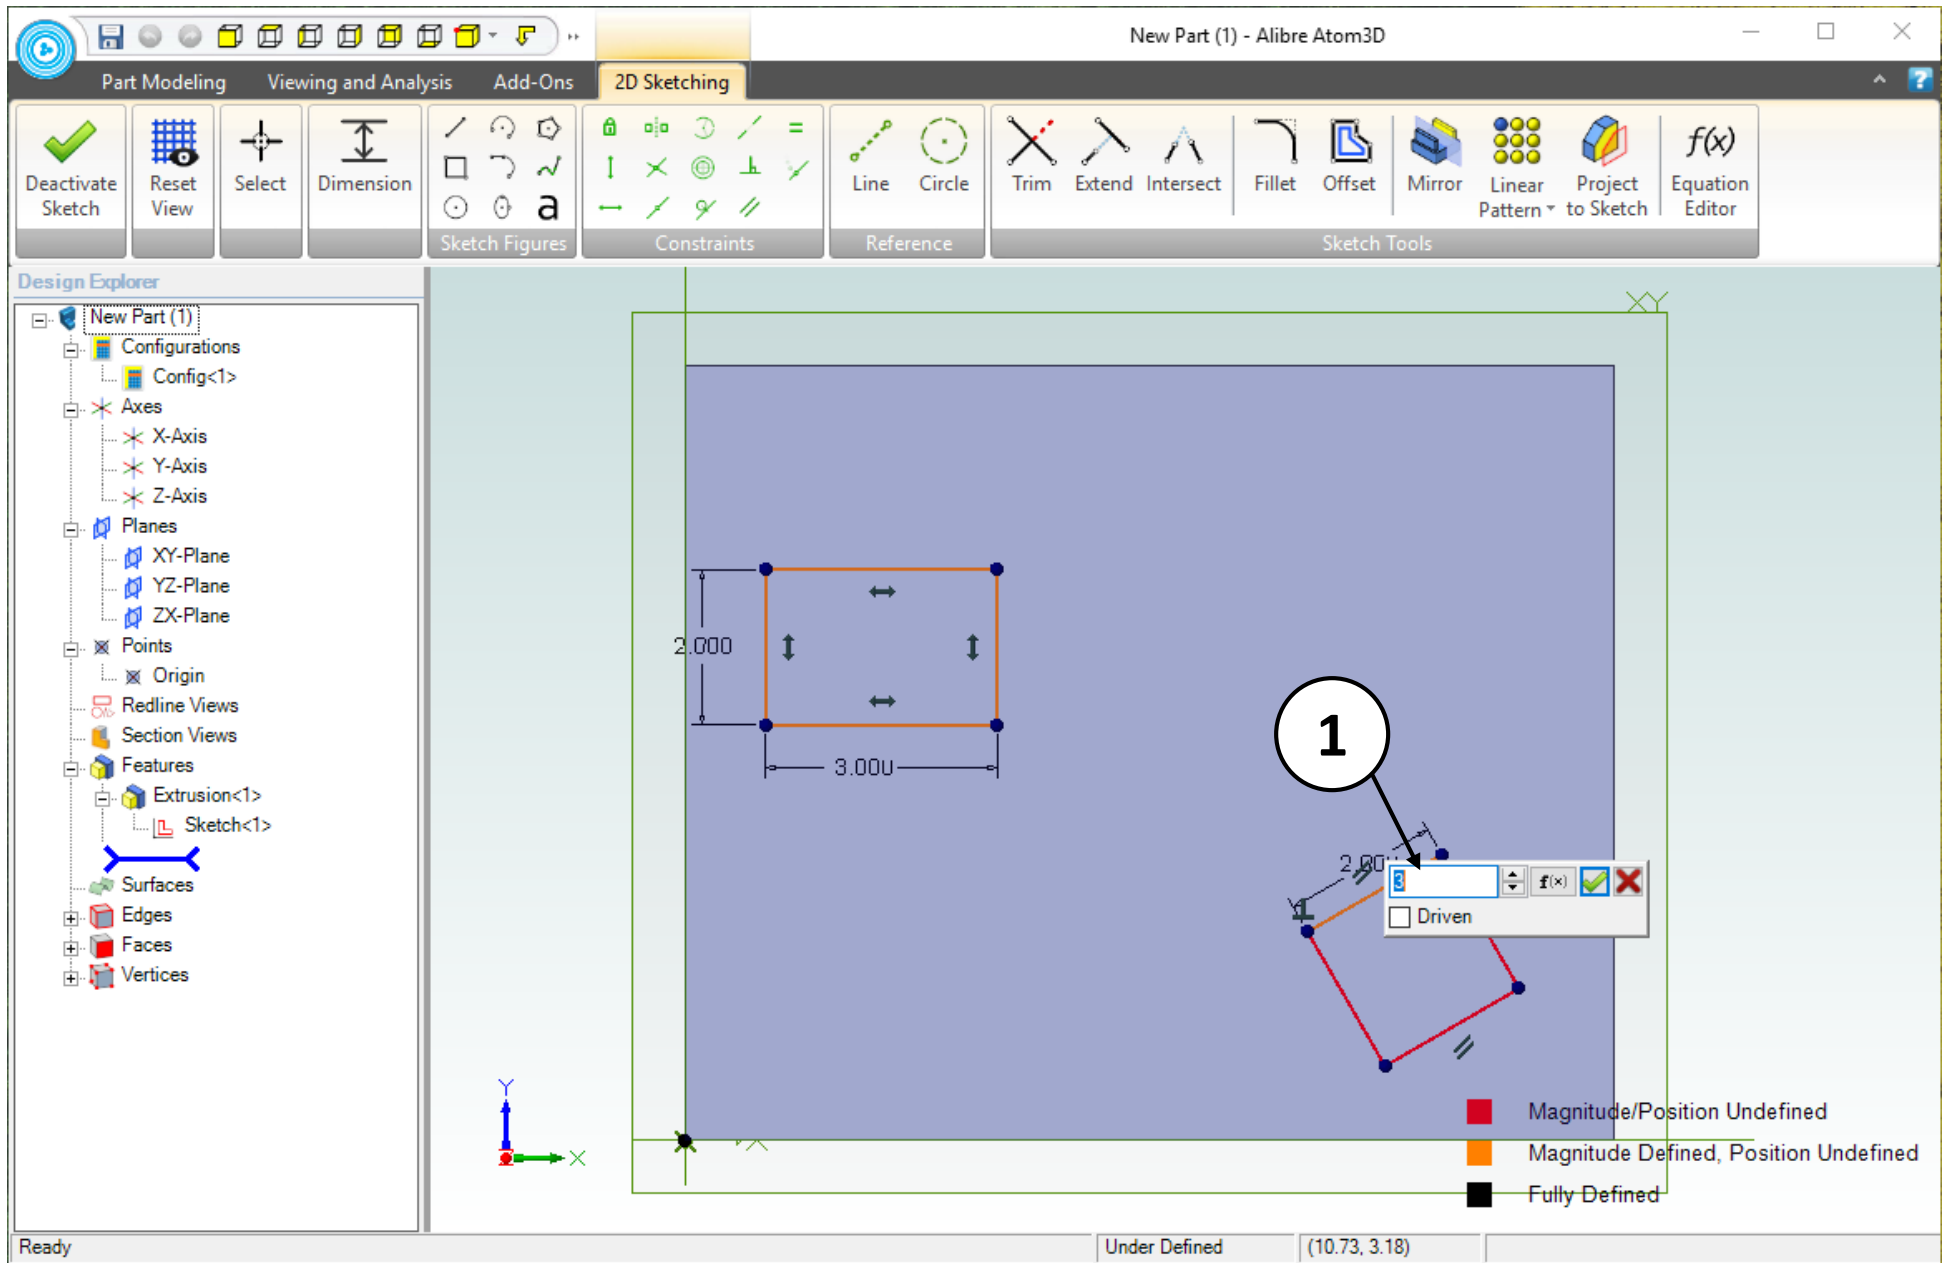 New Part (1) - Alibre Atom3D
Part Modeling Viewing and Analysis Add-Ons 2D Sketching
Deactivate Sketch
Reset View
Select
Dimension
Sketch Figures
Constraints
Line Circle
Reference
Trim Extend Intersect Fillet Offset Mirror Linear Pattern Project to Sketch
Sketch Tools
f(x)
Equation Editor
a
Design Explorer
New Part (1)
Configurations
Config<1>
Axes
X-Axis
Y-Axis
Z-Axis
Planes
XY-Plane
YZ-Plane
ZX-Plane
Points
Origin
Redline Views
Section Views
Features
Extrusion<1>
Sketch<1>
Surfaces
Edges
Faces
Vertices
XY
2.000
3.000
1
3
f(x)
Driven
Y
X
X
Magnitude/Position Undefined
Magnitude Defined, Position Undefined
Fully Defined
Ready
Under Defined
(10.73, 3.18)